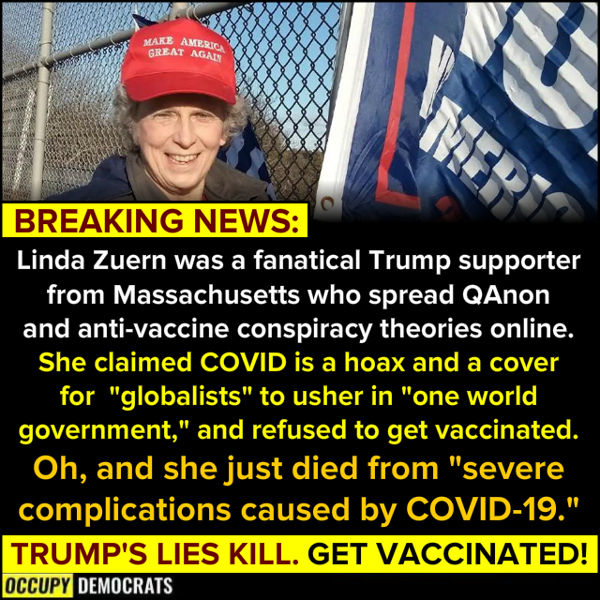 MAKE AMERICA
GREAT AGAIN
BREAKING NEWS:
Linda Zuern was a fanatical Trump supporter
from Massachusetts who spread QAnon
and anti-vaccine conspiracy theories online.
She claimed COVID is a hoax and a cover
for "globalists" to usher in "one world
government," and refused to get vaccinated.
Oh, and she just died from "severe
complications caused by COVID-19."
TRUMP'S LIES KILL. GET VACCINATED!
OCCUPY DEMOCRATS